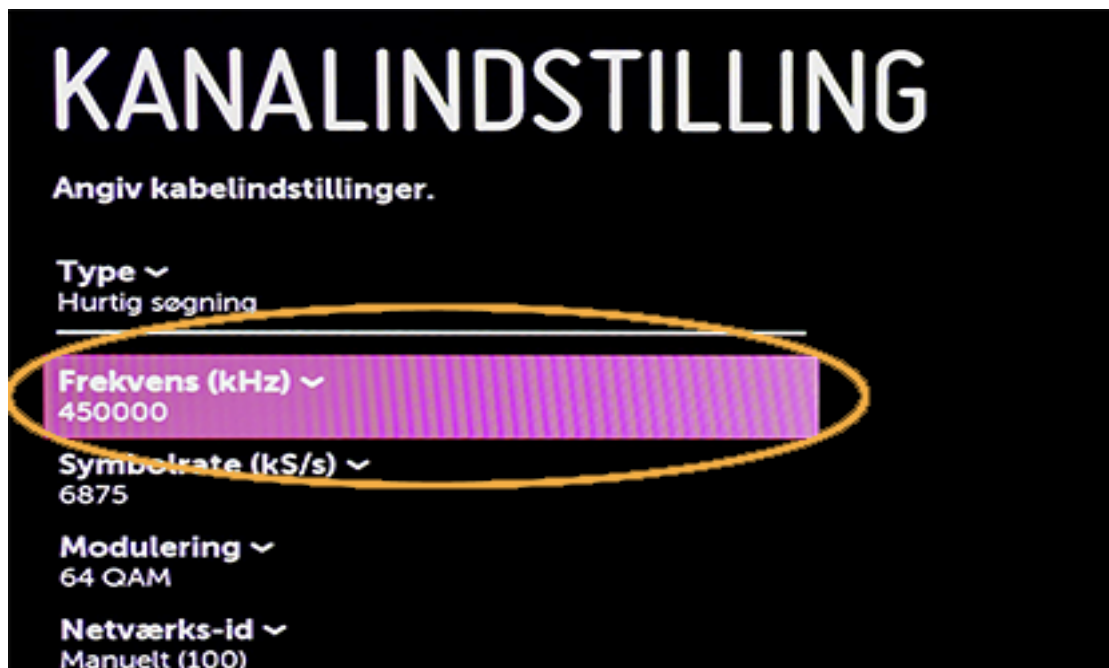 KANALINDSTILLING
Angiv kabelindstillinger.
Type
Hurtig søgning
Frekvens (kHz)
450000
Symbolrate (kS/s)
6875
Modulering
64 QAM
Netværks-id
Manuelt (100)